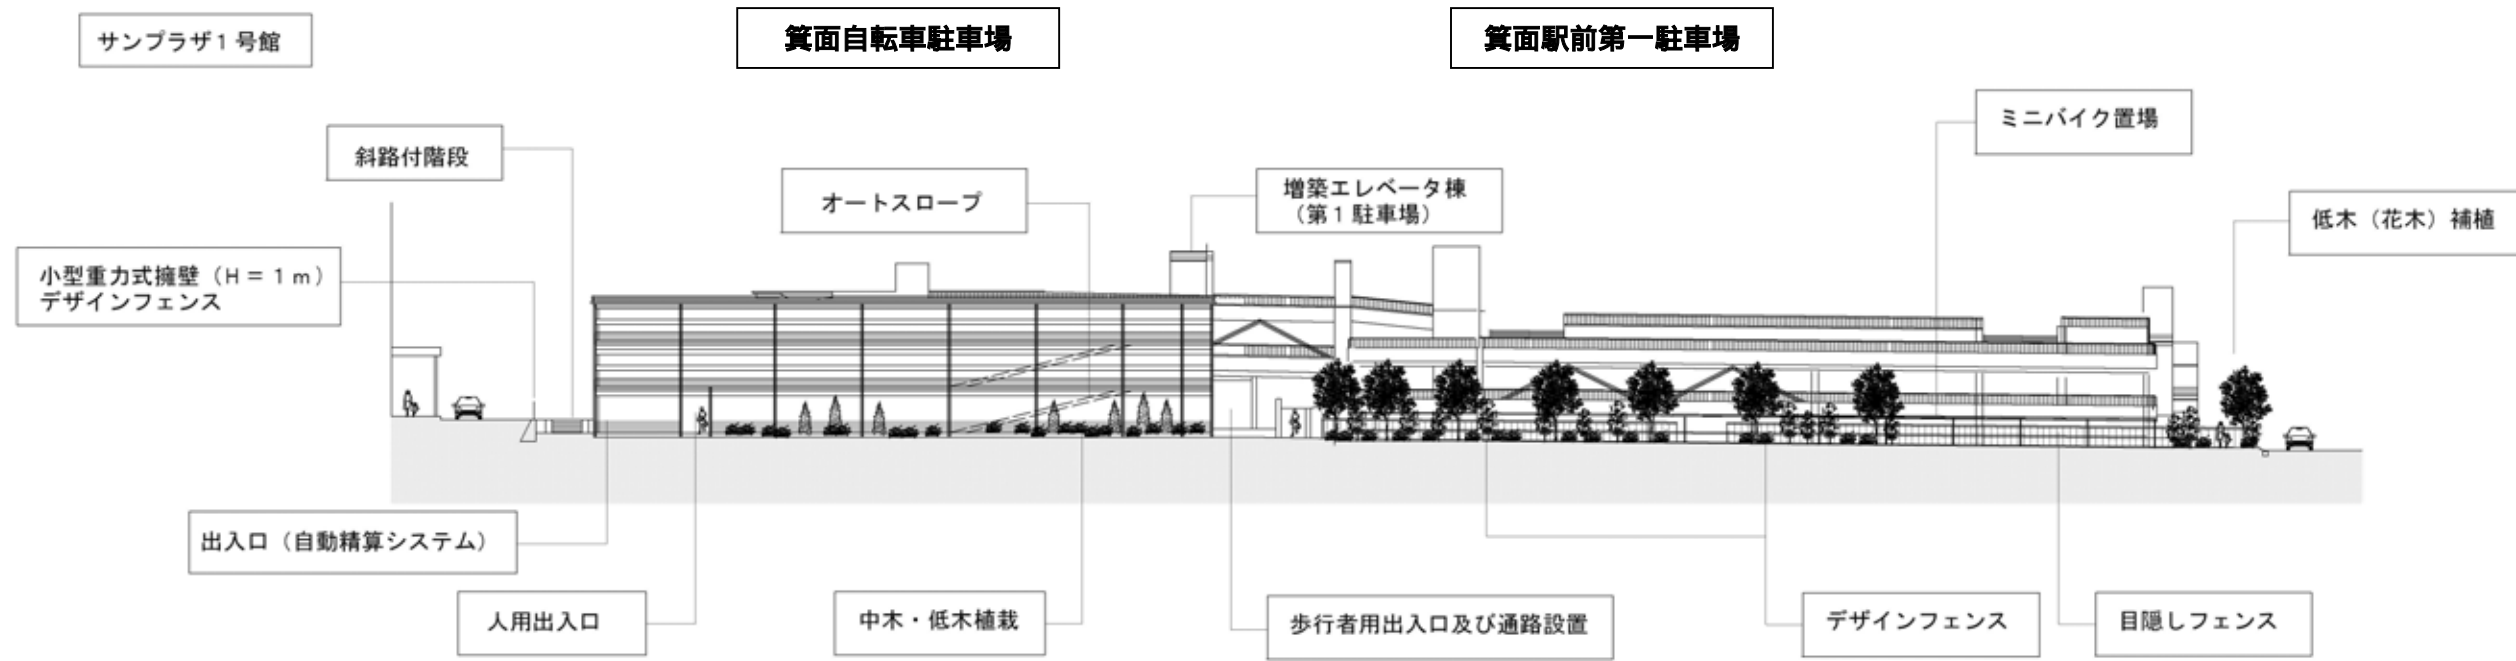 サンプラザ１号館
箕面自転車駐車場
箕面駅前第一駐車場
ミニバイク置場
斜路付階段
オートスロープ
増築エレベータ棟
（第１駐車場）
低木（花木）補植
小型重力式擁壁（Ｈ＝１ｍ）
デザインフェンス
出入口（自動精算システム）
人用出入口
中木・低木植栽
歩行者用出入口及び通路設置
デザインフェンス
目隠しフェンス